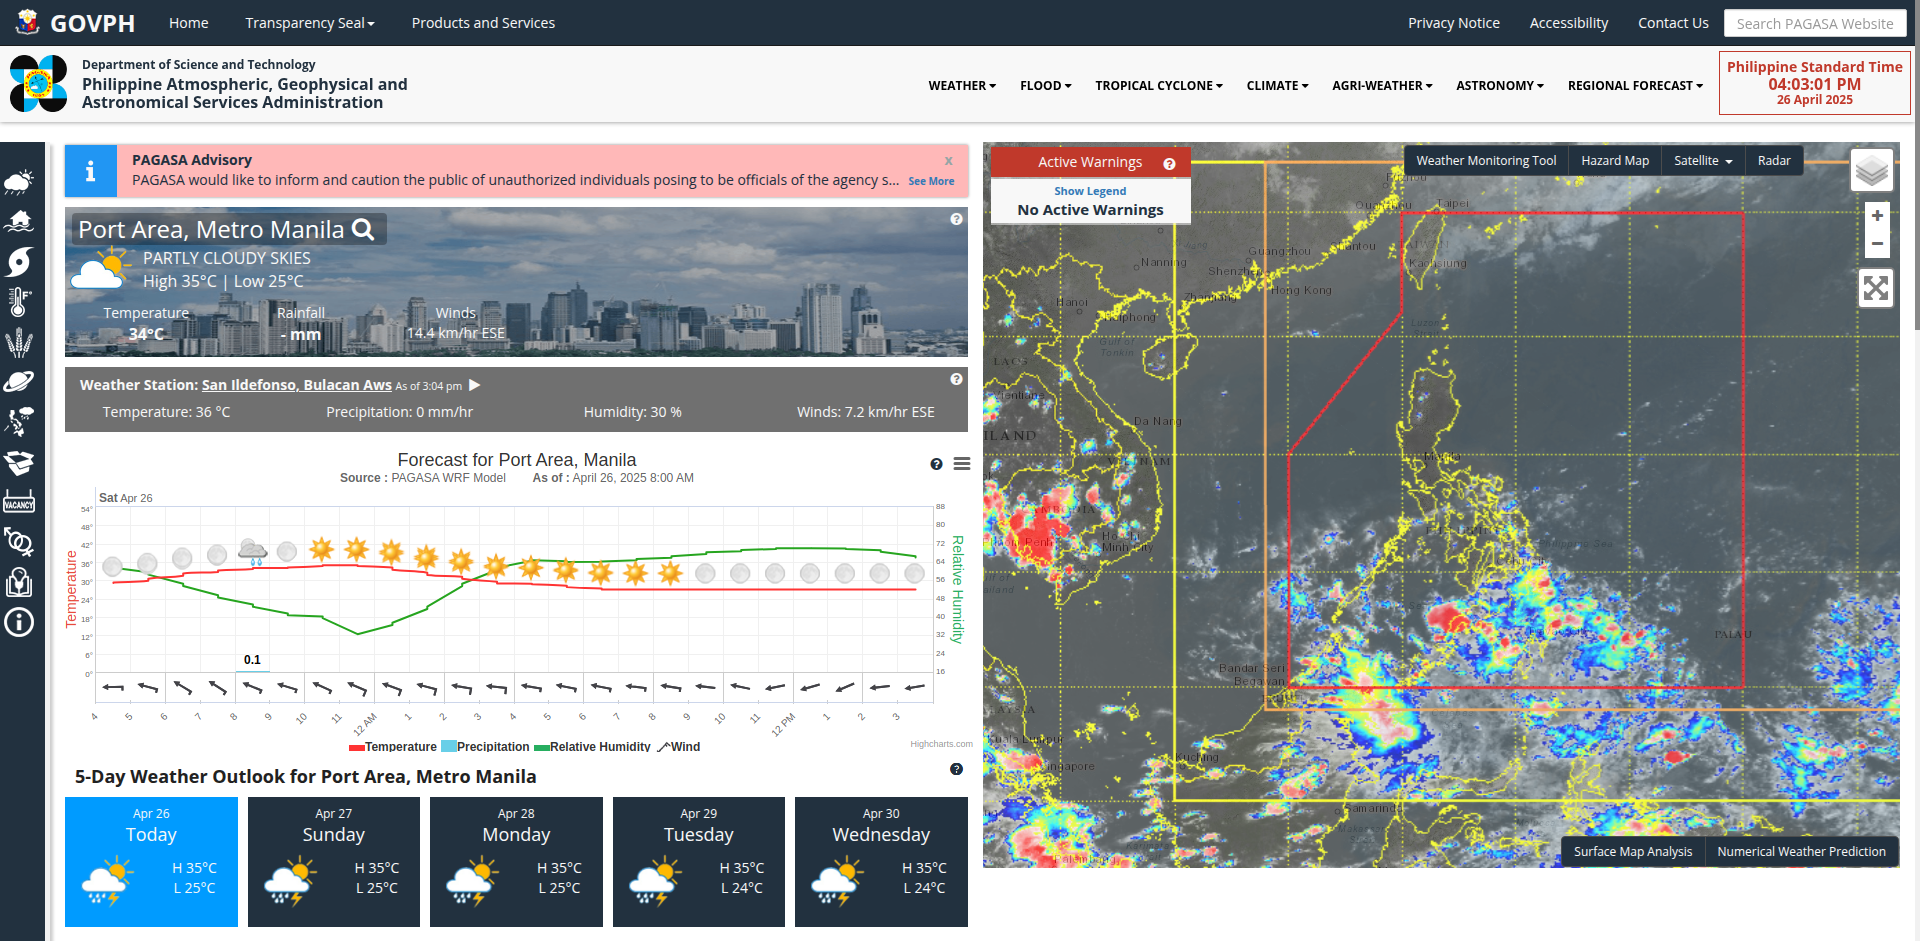 GOVPH
Home
Transparency Seal
Products and Services
Privacy Notice
Accessibility
Contact Us
Search PAGASA Website
Department of Science and Technology
Philippine Atmospheric, Geophysical and
Astronomical Services Administration
WEATHER
FLOOD
TROPICAL CYCLONE
CLIMATE
AGRI-WEATHER
ASTRONOMY
REGIONAL FORECAST
Philippine Standard Time
04:03:01 PM
26 April 2025
PAGASA Advisory
x
PAGASA would like to inform and caution the public of unauthorized individuals posing to be officials of the agency s... See More
Port Area, Metro Manila
PARTLY CLOUDY SKIES
High 35°C | Low 25°C
Temperature
Rainfall
Winds
34°C
- mm
14.4 km/hr ESE
Weather Station: San Ildefonso, Bulacan Aws As of 3:04 pm
Temperature: 36 °C
Precipitation: 0 mm/hr
Humidity: 30 %
Winds: 7.2 km/hr ESE
VACANCY
Forecast for Port Area, Manila
Source : PAGASA WRF Model As of : April 26, 2025 8:00 AM
Sat Apr 26
54°
48°
42°
36°
30°
24°
18°
12°
6°
0°
Temperature
88
80
72
64
56
48
40
32
24
16
Relative Humidity
0.1
4 5 6 7 8 9 10 11 12 AM 1 2 3 4 5 6 7 8 9 10 11 12 PM 1 2 3
Temperature Precipitation Relative Humidity Wind
Highcharts.com
5-Day Weather Outlook for Port Area, Metro Manila
Apr 26
Today
H 35°C
L 25°C
Apr 27
Sunday
H 35°C
L 25°C
Apr 28
Monday
H 35°C
L 25°C
Apr 29
Tuesday
H 35°C
L 24°C
Apr 30
Wednesday
H 35°C
L 24°C
Active Warnings
Show Legend
No Active Warnings
Weather Monitoring Tool
Hazard Map
Satellite
Radar
+
−
Taipei
Guangzhou
Nanning
Shenzhen
Kaohsiung
Hong Kong
Hanoi
Gulf of
Tonkin
LAOS
Vientiane
Da Nang
VIETNAM
Manila
Minh City
PALAU
Bandar Seri
Begawan
Kuala Lumpur
Singapore
Kuching
Samarinda
Palembang
Surface Map Analysis
Numerical Weather Prediction